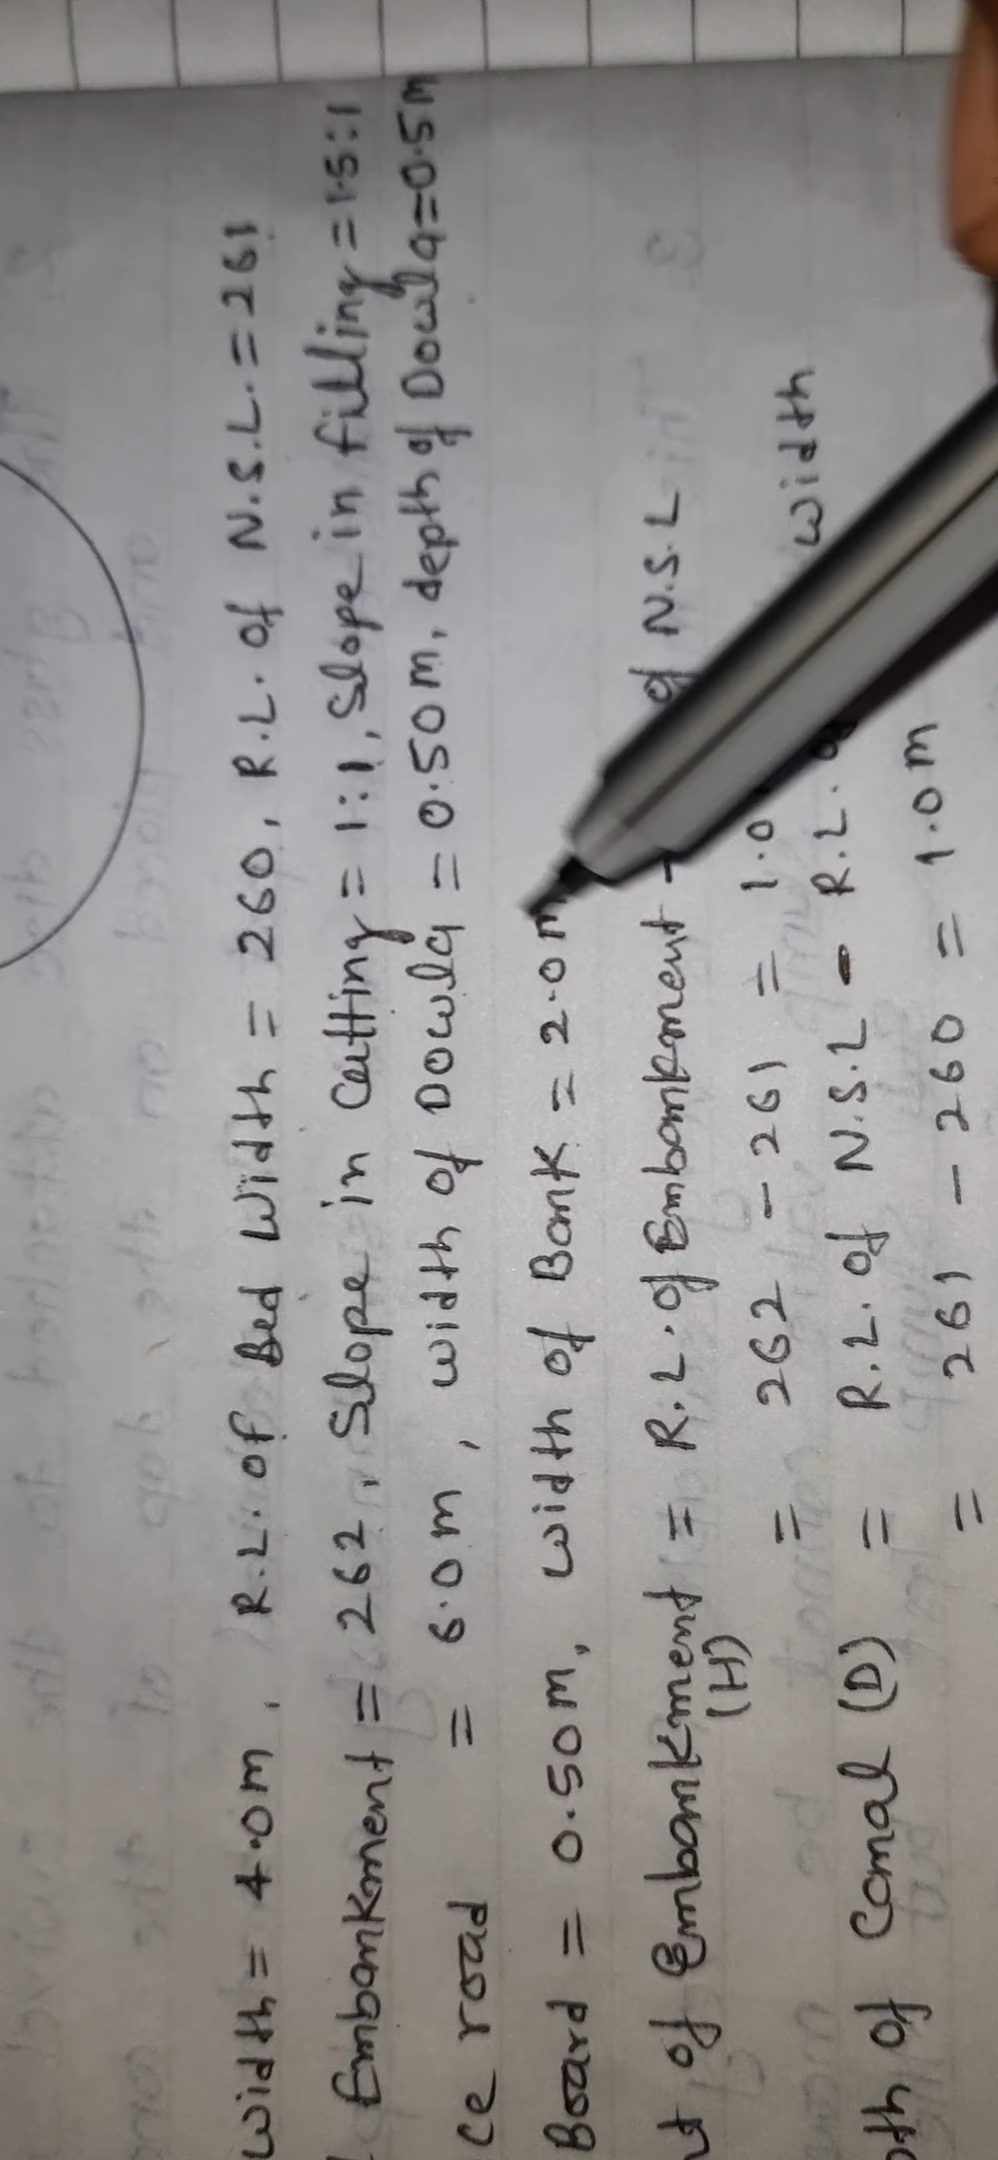 width = 4.0m, R.L. of Bed width = 260, R.L. of N.S.L. = 261
Embankment = 262, Slope in Cutting = 1:1, Slope in filling = 1.5:1
ce road = 6.0m, width of Dowla = 0.50m, depth of Dowla = 0.5m
Board = 0.50m, width of Bank = 2.0m
of Embankment (H) = R.L. of Embankment - of N.S.L
= 262 - 261 = 1.0
of Canal (D) = R.L. of N.S.L - R.L. width
= 261 - 260 = 1.0m